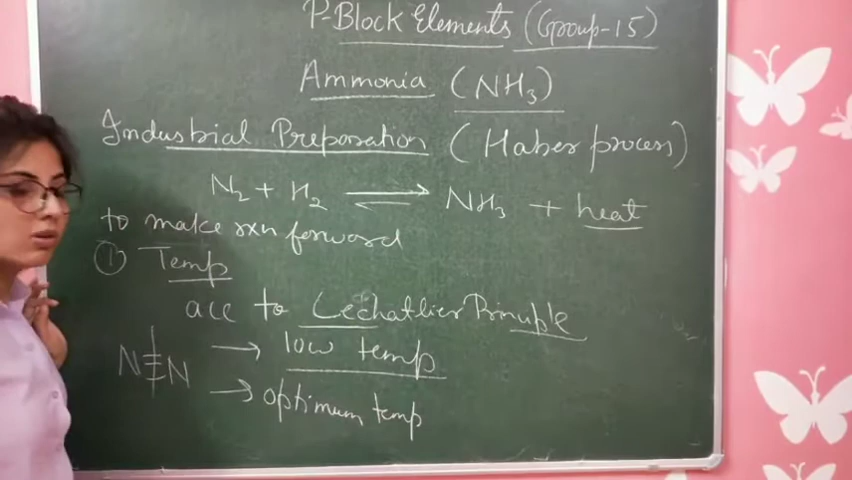 P-Block Elements (Group-15)
Ammonia (NH₃)
Industrial Preparation (Haber process)
N₂ + H₂ ⇌ NH₃ + heat
to make rxn forward
① Temp
acc to Lechatlier Principle
N≡N → low temp
→ optimum temp